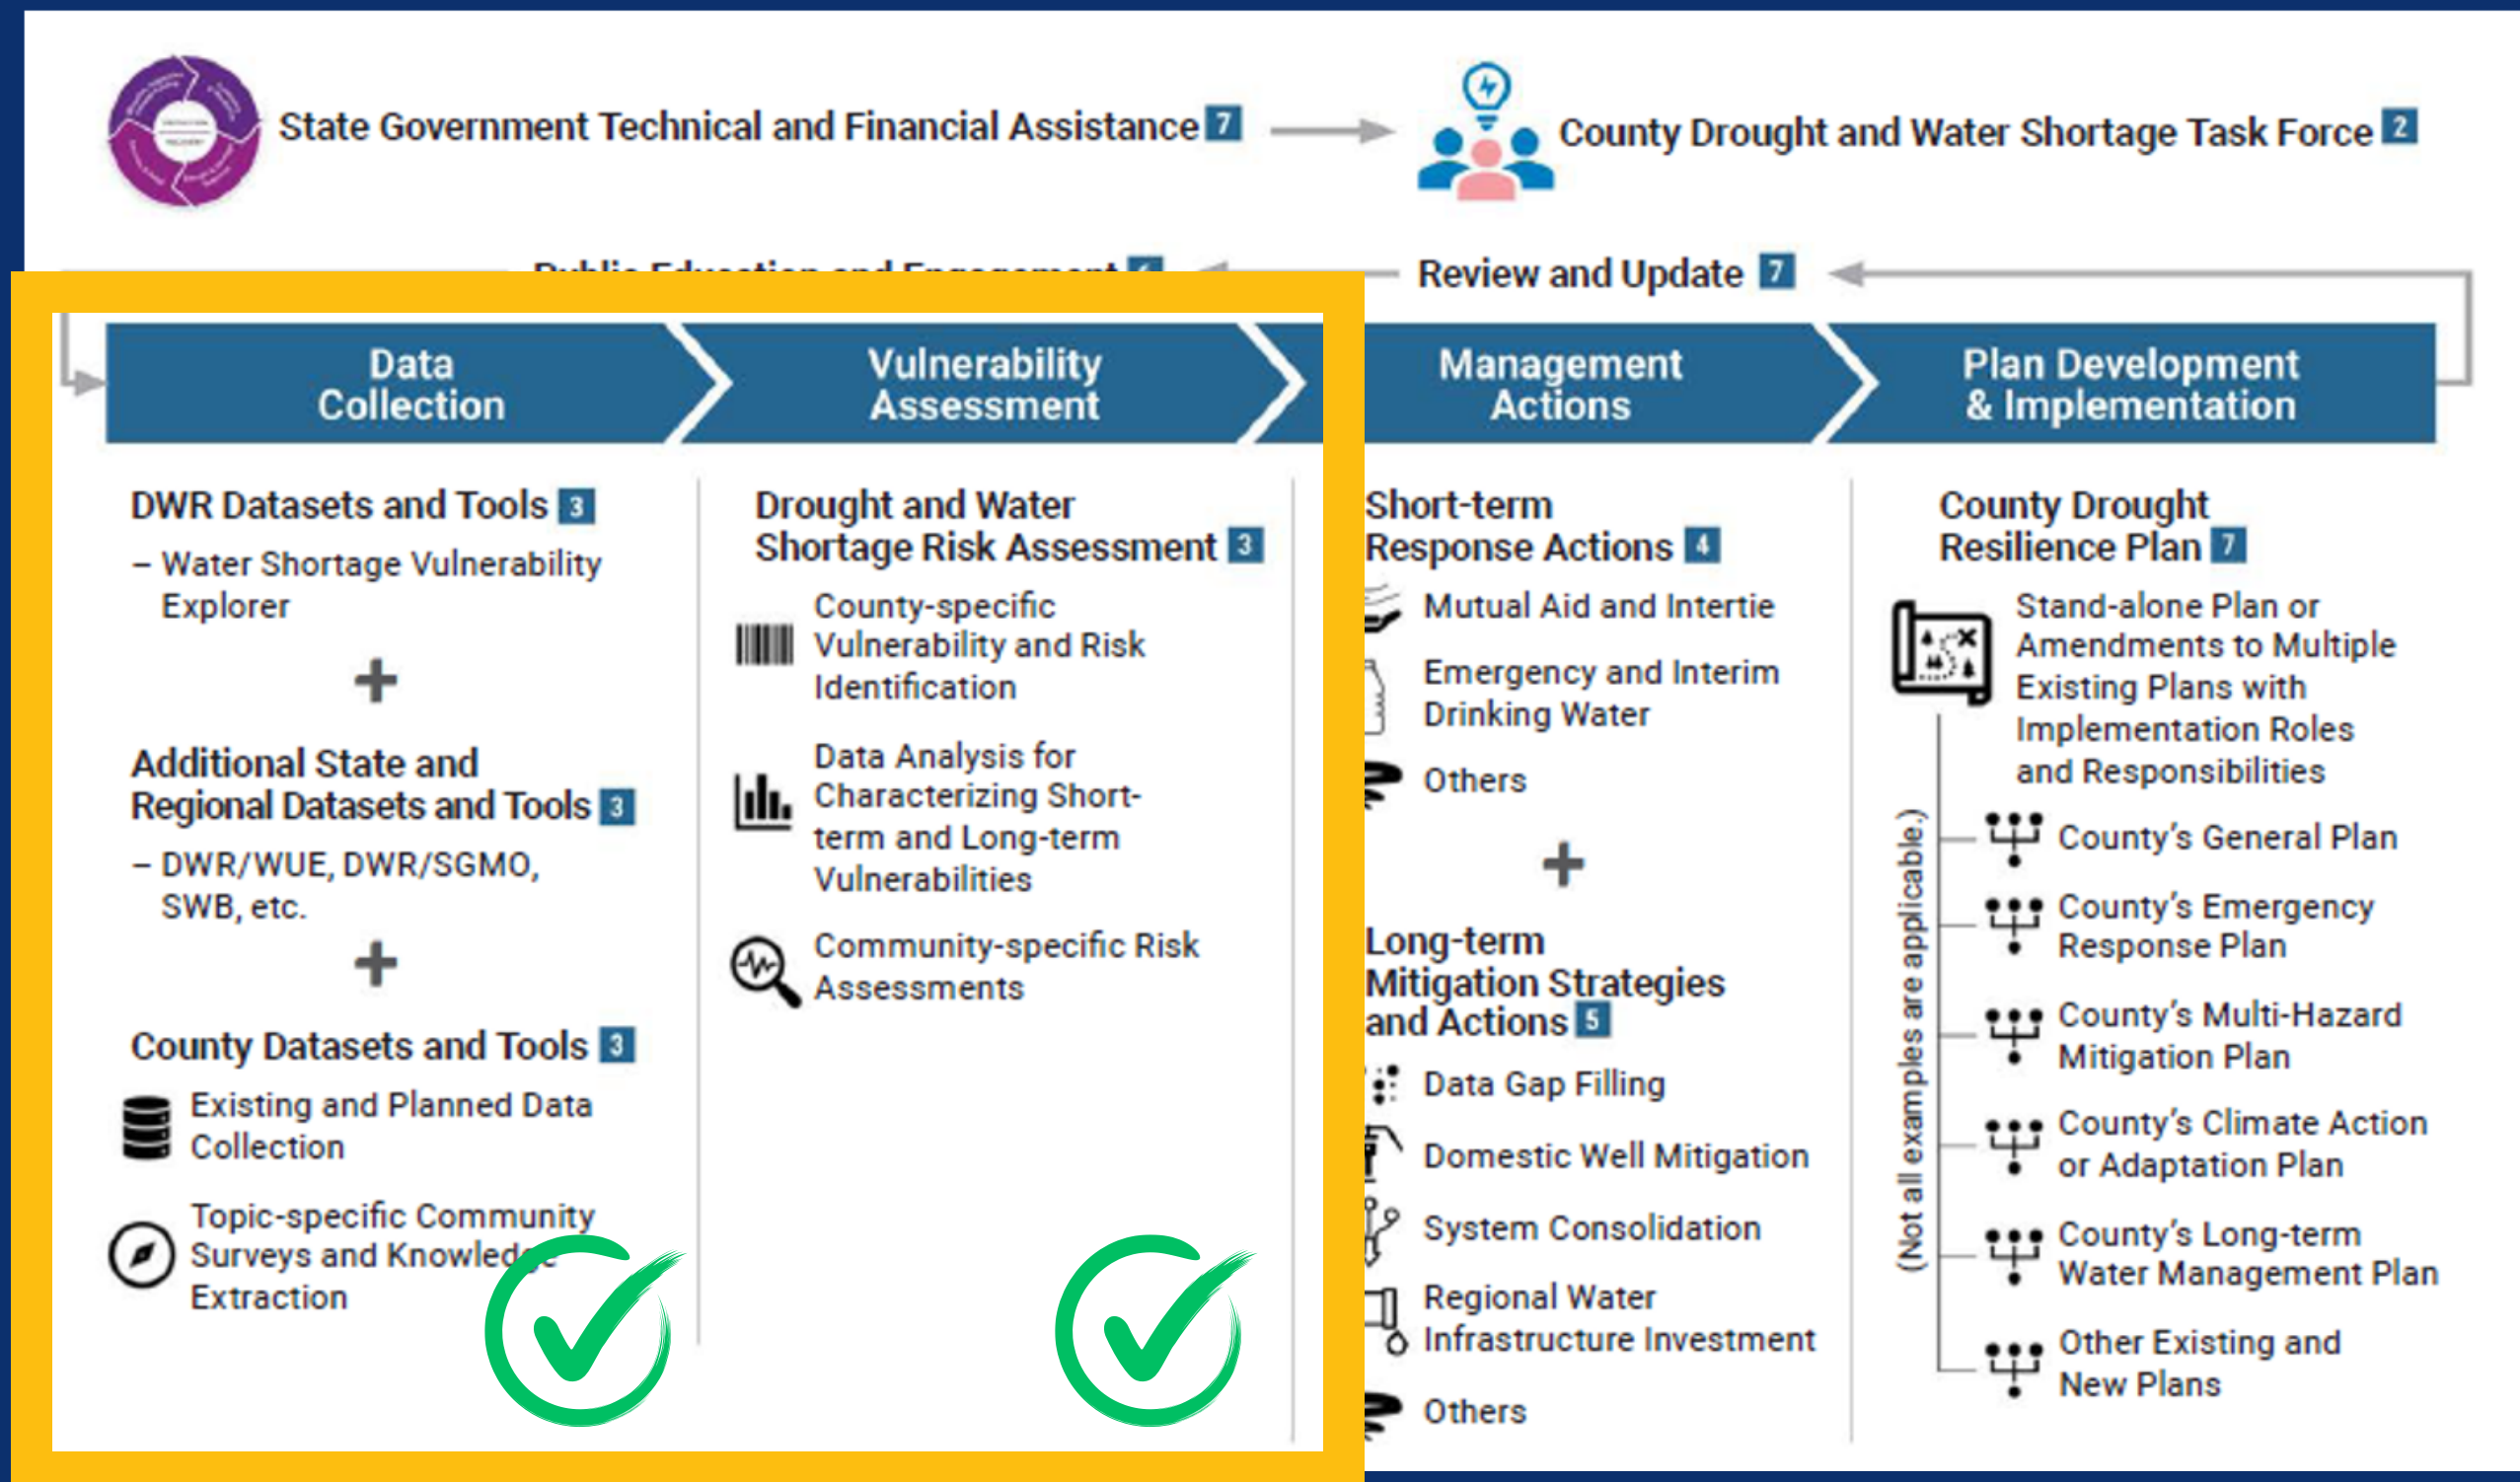 State Government Technical and Financial Assistance 7
County Drought and Water Shortage Task Force 2
Public Education and Engagement
Review and Update 7
Data
Collection
Vulnerability
Assessment
Management
Actions
Plan Development
& Implementation
DWR Datasets and Tools 3
– Water Shortage Vulnerability
Explorer
+
Additional State and
Regional Datasets and Tools 3
– DWR/WUE, DWR/SGMO,
SWB, etc.
+
County Datasets and Tools 3
Existing and Planned Data
Collection
Topic-specific Community
Surveys and Knowledge
Extraction
Drought and Water
Shortage Risk Assessment 3
County-specific
Vulnerability and Risk
Identification
Data Analysis for
Characterizing Short-
term and Long-term
Vulnerabilities
Community-specific Risk
Assessments
Short-term
Response Actions 4
Mutual Aid and Intertie
Emergency and Interim
Drinking Water
Others
+
Long-term
Mitigation Strategies
and Actions 5
Data Gap Filling
Domestic Well Mitigation
System Consolidation
Regional Water
Infrastructure Investment
Others
County Drought
Resilience Plan 7
Stand-alone Plan or
Amendments to Multiple
Existing Plans with
Implementation Roles
and Responsibilities
(Not all examples are applicable.)
County's General Plan
County's Emergency
Response Plan
County's Multi-Hazard
Mitigation Plan
County's Climate Action
or Adaptation Plan
County's Long-term
Water Management Plan
Other Existing and
New Plans